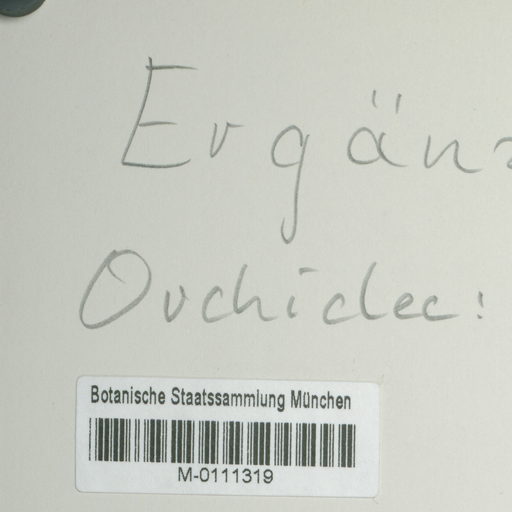 Ergän
Orchidee:
Botanische Staatssammlung München
M-0111319